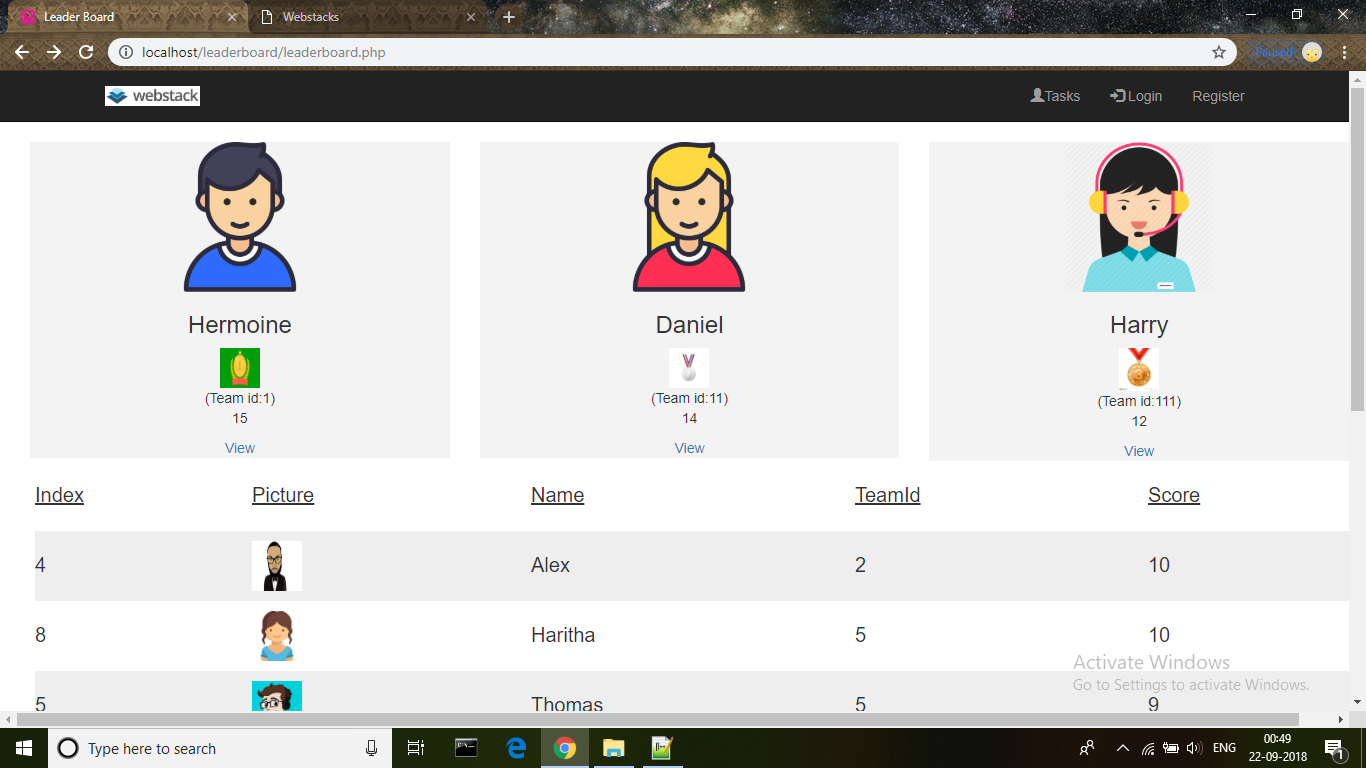 Leader Board
Webstacks
localhost/leaderboard/leaderboard.php
Paused
webstack
Tasks
Login
Register
Hermoine
1
(Team id:1)
15
View
Daniel
(Team id:11)
14
View
Harry
(Team id:111)
12
View
Index Picture Name TeamId Score
4 Alex 2 10
8 Haritha 5 10
5 Thomas 5 9
Activate Windows
Go to Settings to activate Windows.
Type here to search
ENG
00:49
22-09-2018
1